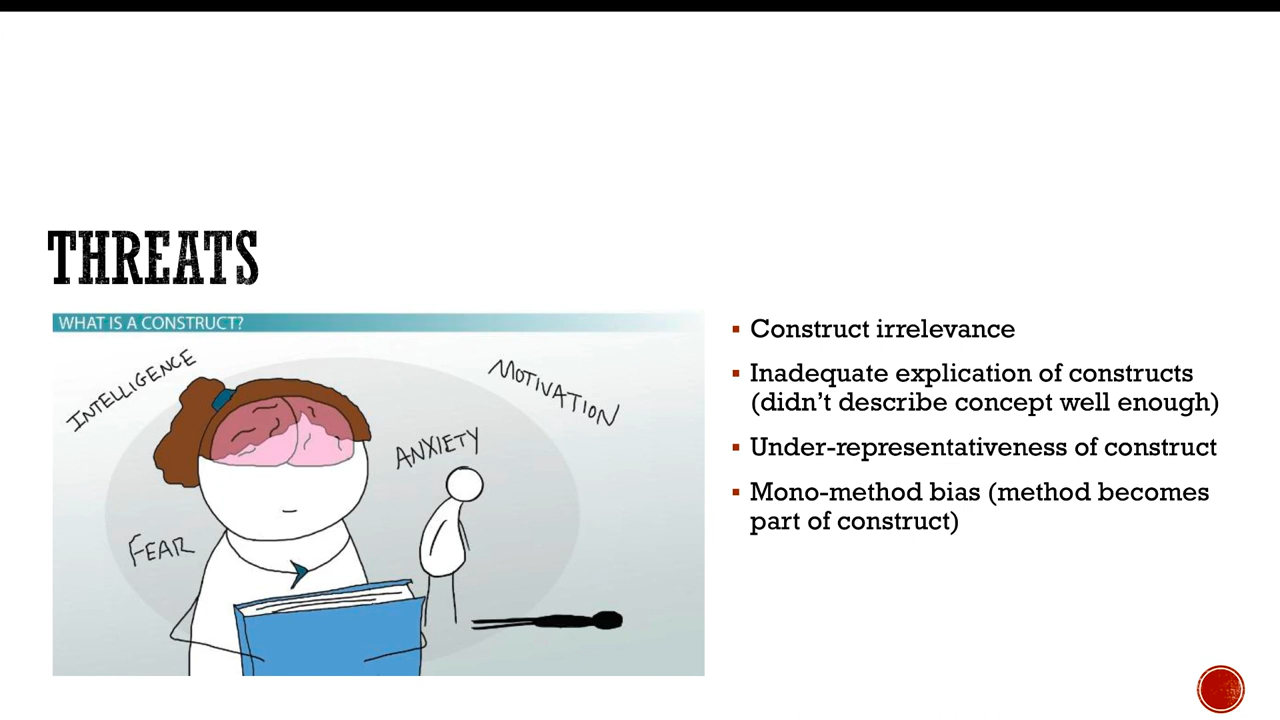 THREATS
WHAT IS A CONSTRUCT?
INTELLIGENCE
MOTIVATION
ANXIETY
FEAR
▪ Construct irrelevance
▪ Inadequate explication of constructs
(didn’t describe concept well enough)
▪ Under-representativeness of construct
▪ Mono-method bias (method becomes
part of construct)